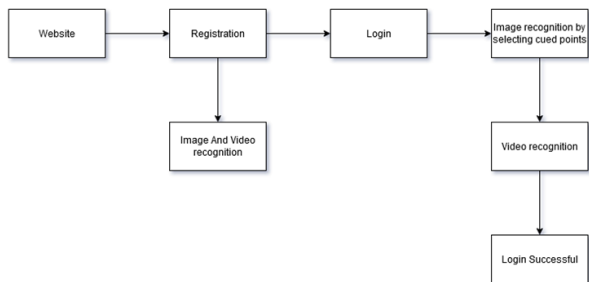 Website
Registration
Login
Image recognition by
selecting cued points
Image And Video
recognition
Video recognition
Login Successful